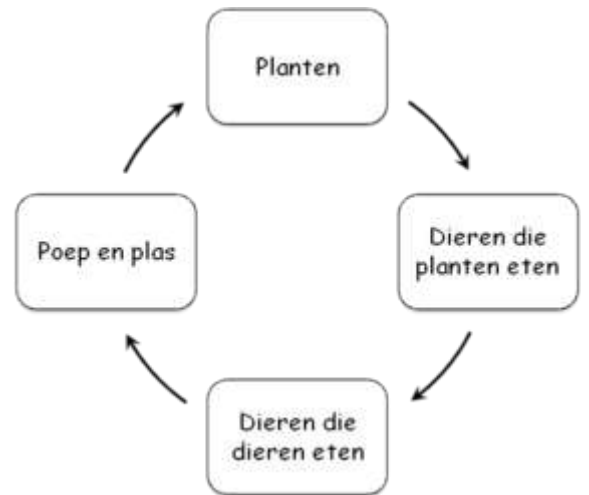 Planten
Dieren die
planten eten
Dieren die
dieren eten
Poep en plas